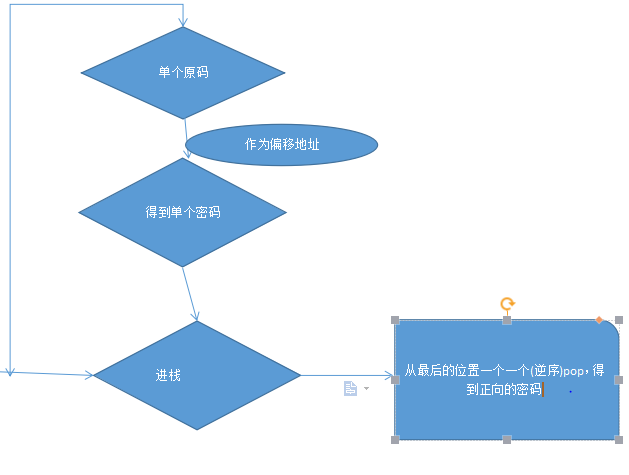 单个原码
作为偏移地址
得到单个密码
进栈
从最后的位置一个一个(逆序)pop，得
到正向的密码